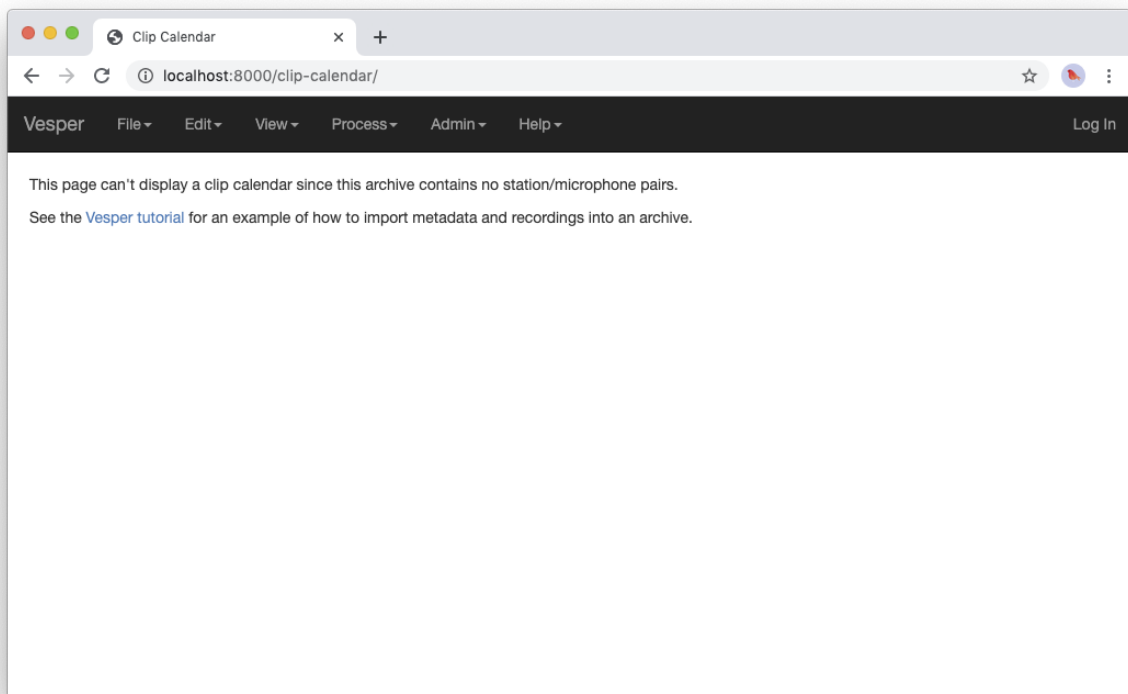 Clip Calendar
localhost:8000/clip-calendar/
Vesper File Edit View Process Admin Help Log In
This page can't display a clip calendar since this archive contains no station/microphone pairs.
See the Vesper tutorial for an example of how to import metadata and recordings into an archive.